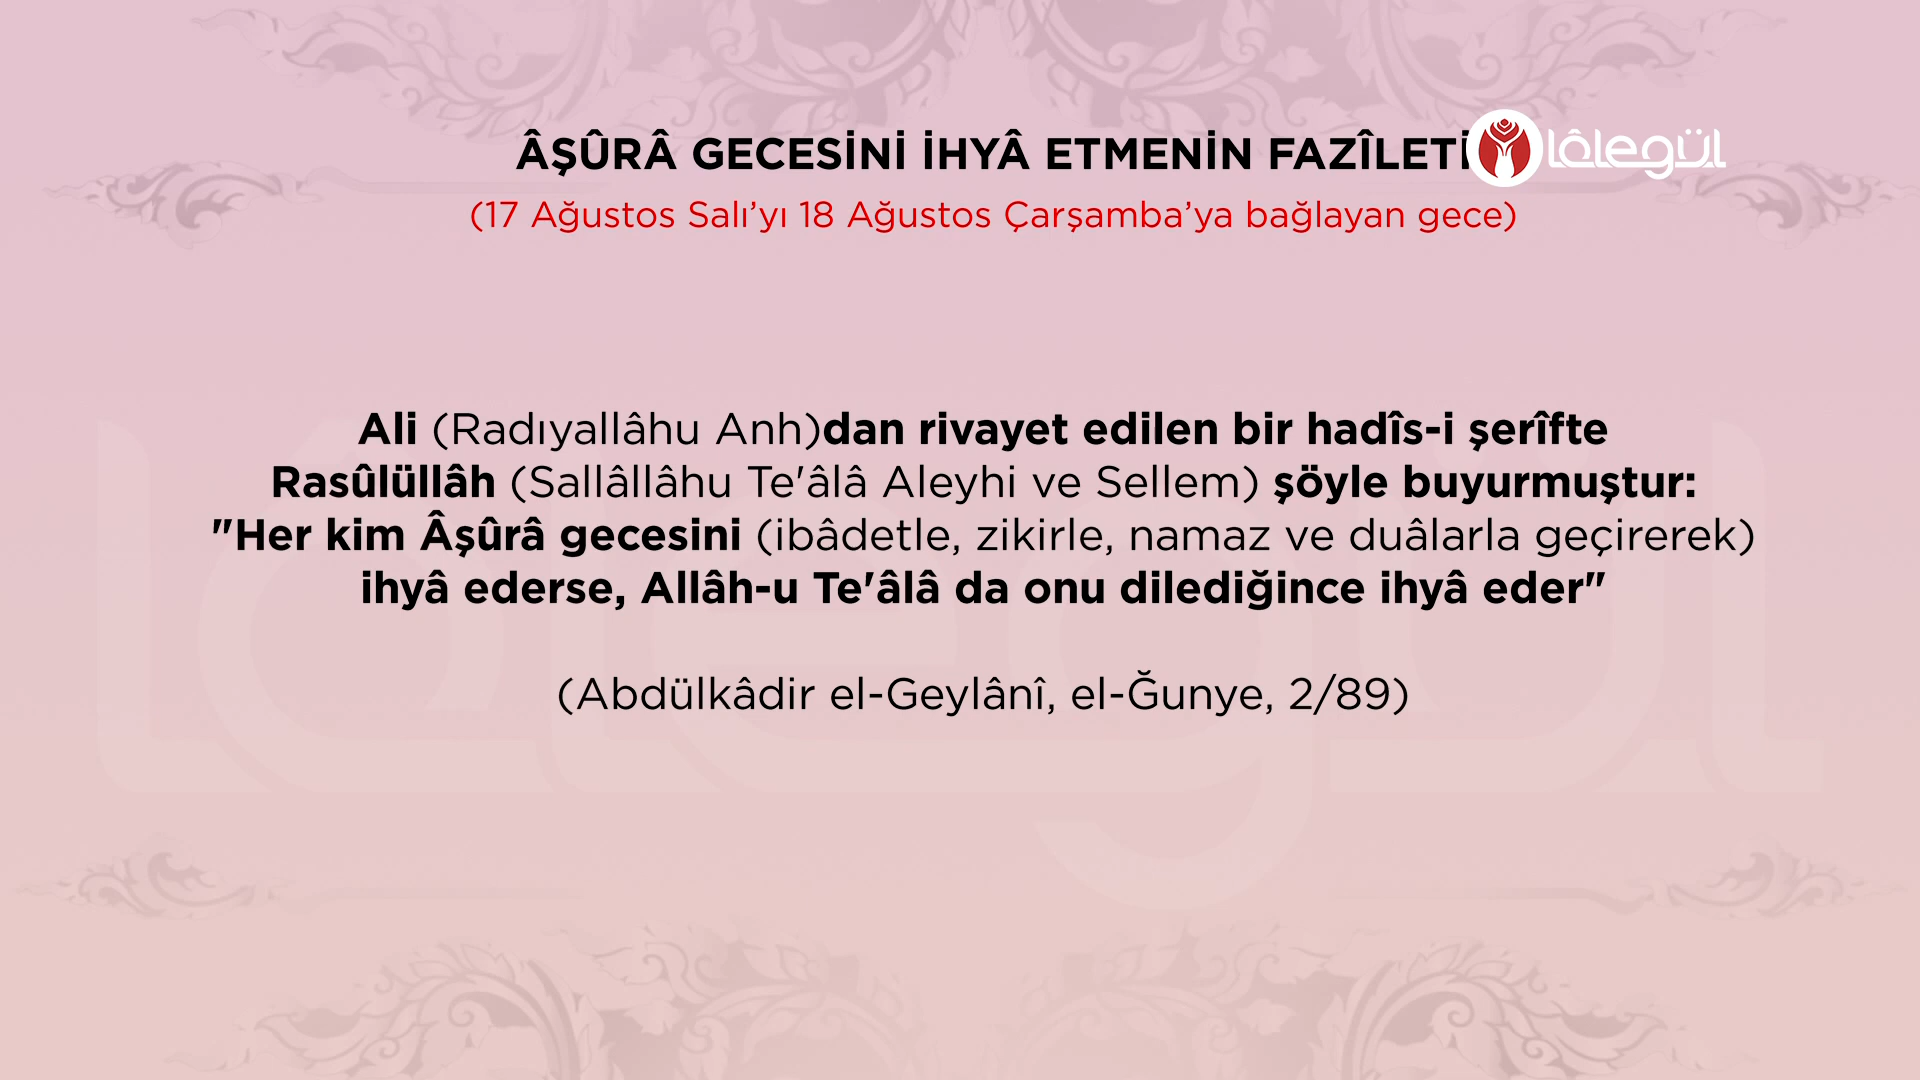 ÂŞÛRÂ GECESİNİ İHYÂ ETMENİN FAZÎLETİ
lâlegül
(17 Ağustos Salı’yı 18 Ağustos Çarşamba’ya bağlayan gece)
Ali (Radıyallâhu Anh)dan rivayet edilen bir hadîs-i şerîfte
Rasûlüllâh (Sallâllâhu Te'âlâ Aleyhi ve Sellem) şöyle buyurmuştur:
"Her kim Âşûrâ gecesini (ibâdetle, zikirle, namaz ve duâlarla geçirerek)
ihyâ ederse, Allâh-u Te'âlâ da onu dilediğince ihyâ eder"
(Abdülkâdir el-Geylânî, el-Ğunye, 2/89)
lâlegül